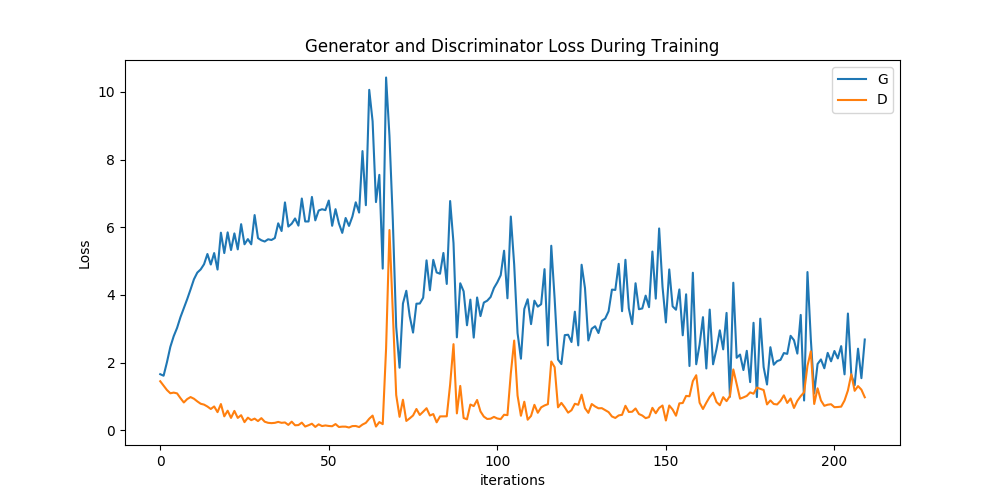 Generator and Discriminator Loss During Training
G
D
10
8
6
4
2
0
Loss
0 50 100 150 200
iterations